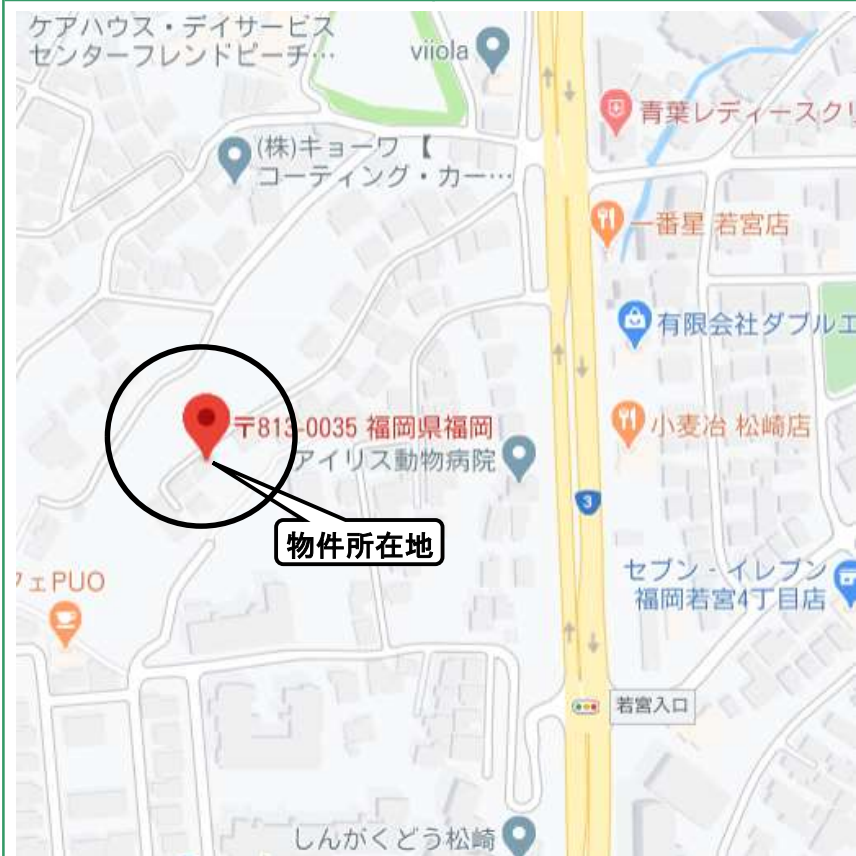 ケアハウス・デイサービス
センターフレンドピーチ…
viiola
青葉レディースクリ
(株)キョーワ【
コーティング・カー…
一番星 若宮店
有限会社ダブルエ
〒813-0035 福岡県福岡
小麦冶 松崎店
アイリス動物病院
3
物件所在地
セブン - イレブン
福岡若宮4丁目店
フェPUO
若宮入口
しんがくどう松崎